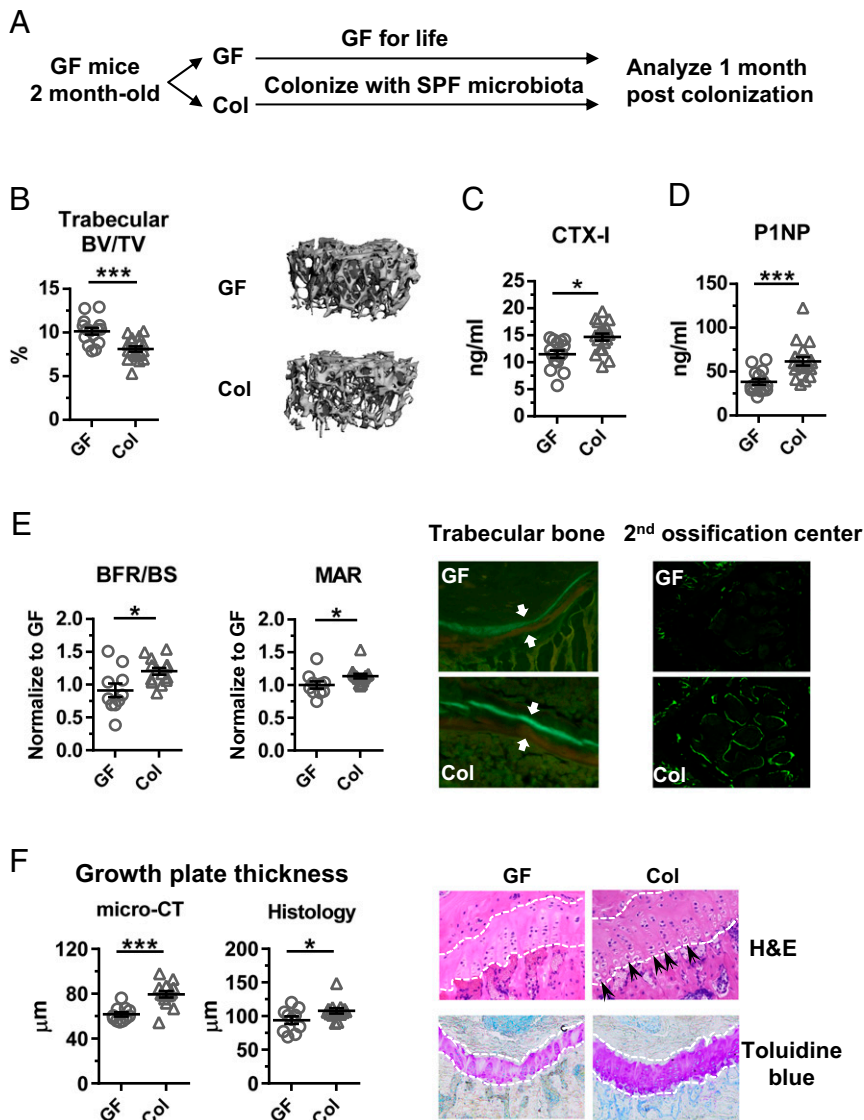 A
GF mice
2 month-old
GF
GF for life
Col
Colonize with SPF microbiota
Analyze 1 month
post colonization
B
Trabecular
BV/TV
***
15
10
5
0
%
GF
Col
GF
Col
C
CTX-I
*
25
20
15
10
5
0
ng/ml
GF
Col
D
P1NP
***
150
100
50
0
ng/ml
GF
Col
E
BFR/BS
*
2.0
1.5
1.0
0.5
0.0
Normalize to GF
GF
Col
MAR
*
2.0
1.5
1.0
0.5
0.0
Normalize to GF
GF
Col
Trabecular bone
GF
Col
2nd ossification center
GF
Col
F
Growth plate thickness
micro-CT
***
120
80
40
0
μm
GF
Col
Histology
*
200
150
100
50
0
μm
GF
Col
GF
Col
H&E
Toluidine
blue